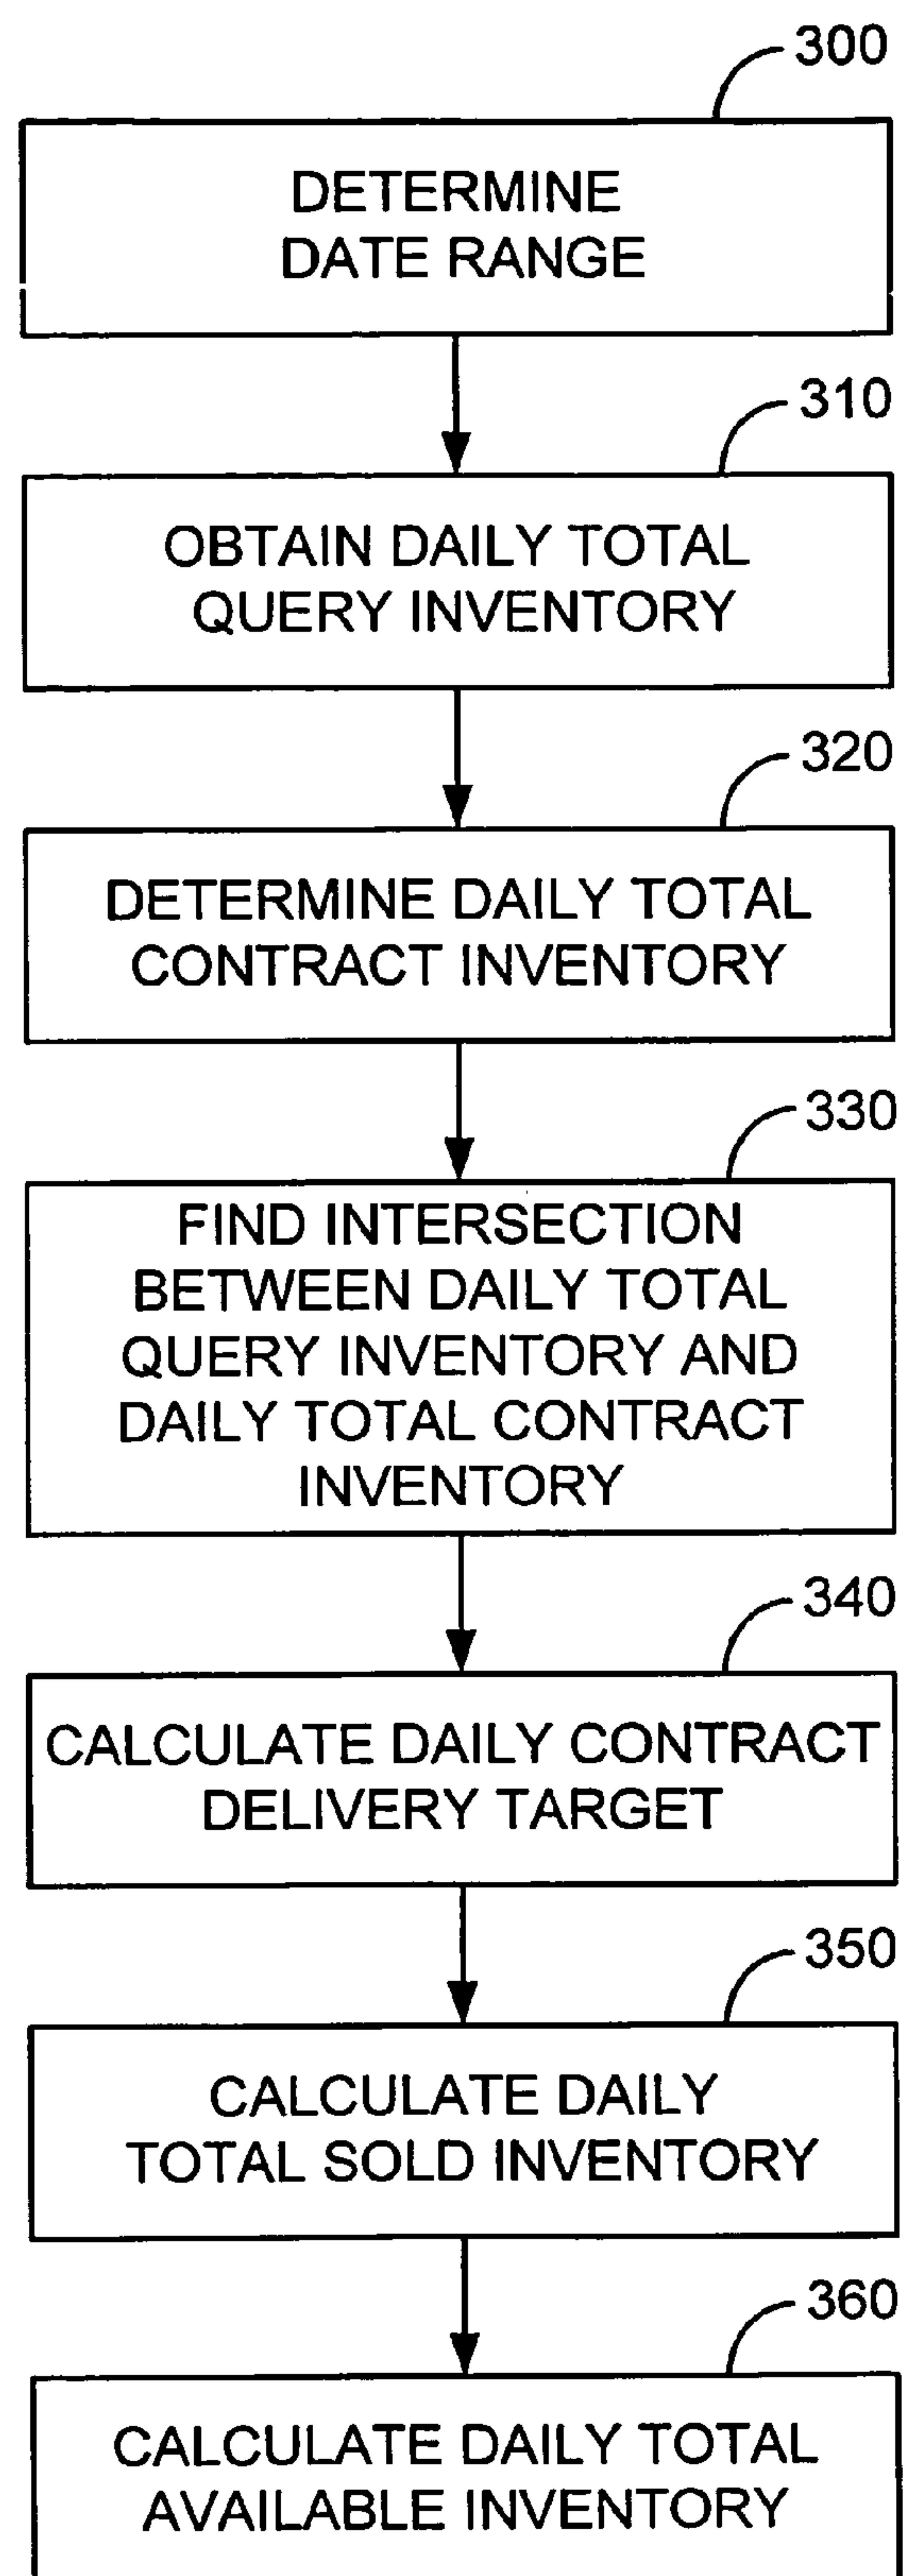 300
DETERMINE
DATE RANGE
310
OBTAIN DAILY TOTAL
QUERY INVENTORY
320
DETERMINE DAILY TOTAL
CONTRACT INVENTORY
330
FIND INTERSECTION
BETWEEN DAILY TOTAL
QUERY INVENTORY AND
DAILY TOTAL CONTRACT
INVENTORY
340
CALCULATE DAILY CONTRACT
DELIVERY TARGET
350
CALCULATE DAILY
TOTAL SOLD INVENTORY
360
CALCULATE DAILY TOTAL
AVAILABLE INVENTORY